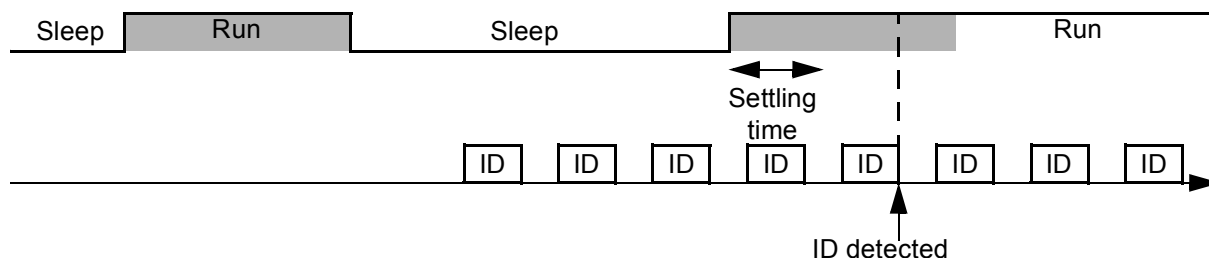 Sleep Run Sleep Run
Settling
time
ID ID ID ID ID ID ID ID
ID detected